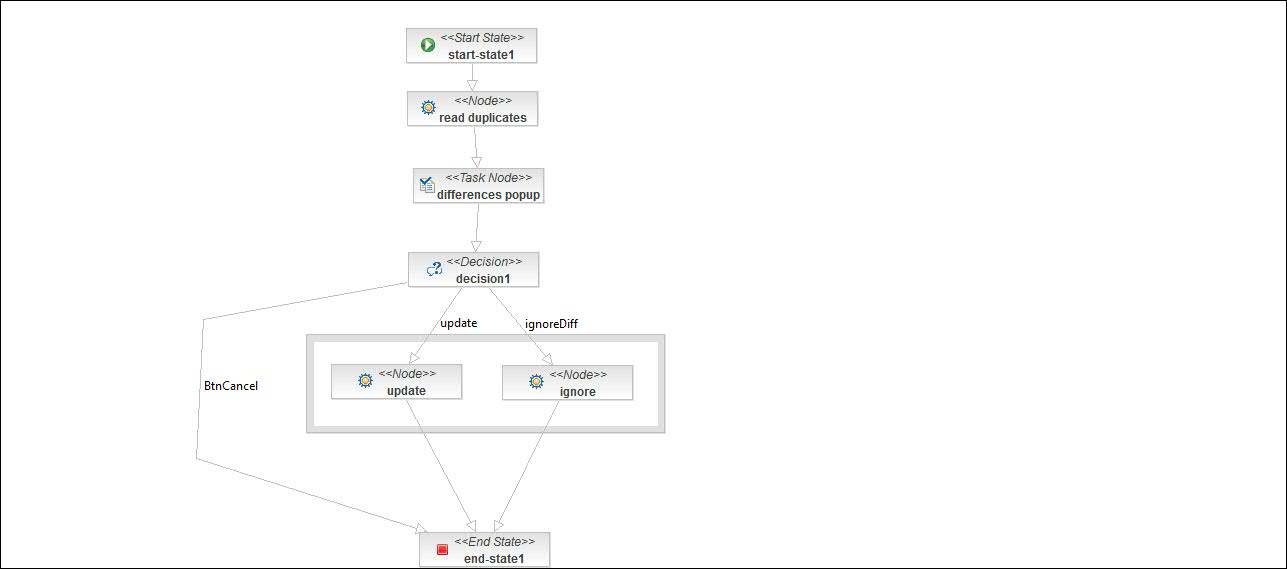 <<Start State>>
start-state1
<<Node>>
read duplicates
<<Task Node>>
differences popup
<<Decision>>
decision1
update
ignoreDiff
BtnCancel
<<Node>>
update
<<Node>>
ignore
<<End State>>
end-state1